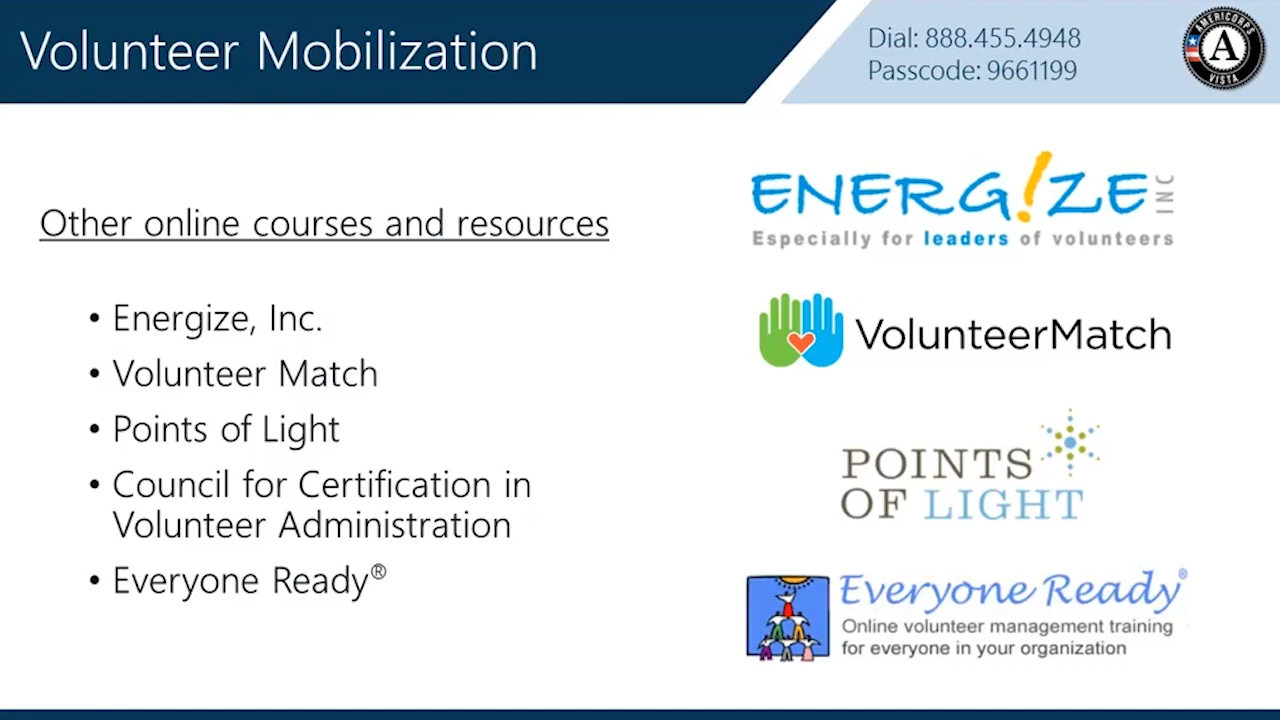 Volunteer Mobilization
Dial: 888.455.4948
Passcode: 9661199
AMERICORPS
A
VISTA
Other online courses and resources
• Energize, Inc.
• Volunteer Match
• Points of Light
• Council for Certification in
Volunteer Administration
• Everyone Ready®
ENERG!ZE INC
Especially for leaders of volunteers
VolunteerMatch
POINTS
OF LIGHT
Everyone Ready®
Online volunteer management training
for everyone in your organization